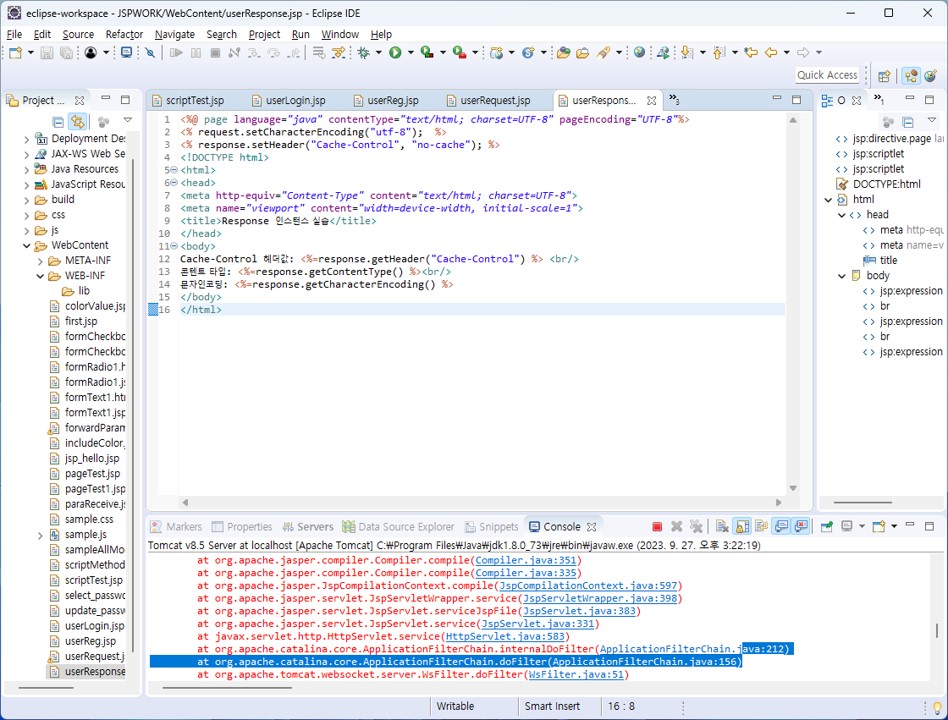 eclipse-workspace - JSPWORK/WebContent/userResponse.jsp - Eclipse IDE
File Edit Source Refactor Navigate Search Project Run Window Help
Quick Access
Project ...
Deployment Des
JAX-WS Web Se
Java Resources
JavaScript Resou
build
css
js
WebContent
META-INF
WEB-INF
lib
colorValue.jsp
first.jsp
formCheckbo
formCheckbo
formRadio1.h
formRadio1.js
formText1.htm
formText1.jsp
forwardParam
includeColor.
jsp_hello.jsp
pageTest.jsp
pageTest1.jsp
paraReceive.j
sample.css
sample.js
sampleAllMo
scriptMethod
scriptTest.jsp
select_passwo
update_passw
userLogin.jsp
userReg.jsp
userRequest.j
userResponse
scriptTest.jsp userLogin.jsp userReg.jsp userRequest.jsp userRespons... »3
1 <%@ page language="java" contentType="text/html; charset=UTF-8" pageEncoding="UTF-8"%>
2 <% request.setCharacterEncoding("utf-8");  %>
3 <% response.setHeader("Cache-Control", "no-cache"); %>
4 <!DOCTYPE html>
5 <html>
6 <head>
7 <meta http-equiv="Content-Type" content="text/html; charset=UTF-8">
8 <meta name="viewport" content="width=device-width, initial-scale=1">
9 <title>Response 인스턴스 실습</title>
10 </head>
11 <body>
12 Cache-Control 헤더값: <%=response.getHeader("Cache-Control") %> <br/>
13 콘텐트 타입: <%=response.getContentType() %><br/>
14 문자인코딩: <%=response.getCharacterEncoding() %>
15 </body>
16 </html>
O »1
jsp:directive.page lan
jsp:scriptlet
jsp:scriptlet
DOCTYPE:html
html
head
meta http-equ
meta name=v
title
body
jsp:expression
br
jsp:expression
br
jsp:expression
Markers Properties Servers Data Source Explorer Snippets Console
Tomcat v8.5 Server at localhost [Apache Tomcat] C:₩Program Files₩Java₩jdk1.8.0_73₩jre₩bin₩javaw.exe (2023. 9. 27. 오후 3:22:19)
at org.apache.jasper.compiler.Compiler.compile(Compiler.java:351)
at org.apache.jasper.compiler.Compiler.compile(Compiler.java:335)
at org.apache.jasper.JspCompilationContext.compile(JspCompilationContext.java:597)
at org.apache.jasper.servlet.JspServletWrapper.service(JspServletWrapper.java:398)
at org.apache.jasper.servlet.JspServlet.serviceJspFile(JspServlet.java:383)
at org.apache.jasper.servlet.JspServlet.service(JspServlet.java:331)
at javax.servlet.http.HttpServlet.service(HttpServlet.java:583)
at org.apache.catalina.core.ApplicationFilterChain.internalDoFilter(ApplicationFilterChain.java:212)
at org.apache.catalina.core.ApplicationFilterChain.doFilter(ApplicationFilterChain.java:156)
at org.apache.tomcat.websocket.server.WsFilter.doFilter(WsFilter.java:51)
Writable Smart Insert 16 : 8